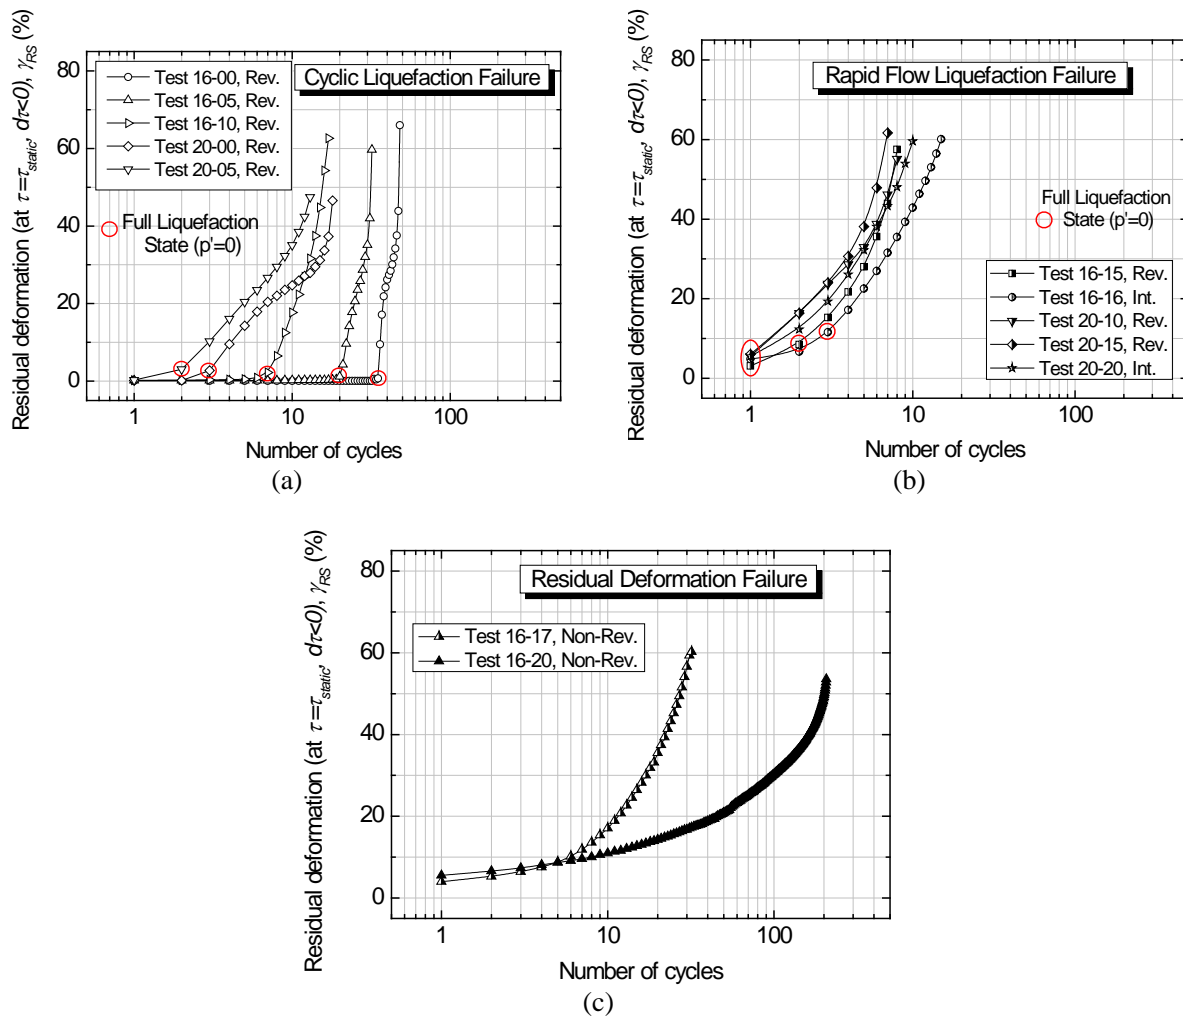 Residual deformation (at τ=τstatic, dτ<0), γRS (%)
80
60
40
20
0
1
10
100
Number of cycles
Cyclic Liquefaction Failure
Test 16-00, Rev.
Test 16-05, Rev.
Test 16-10, Rev.
Test 20-00, Rev.
Test 20-05, Rev.
Full Liquefaction
State (p'=0)
(a)
Residual deformation (at τ=τstatic, dτ<0), γRS (%)
80
60
40
20
0
1
10
100
Number of cycles
Rapid Flow Liquefaction Failure
Full Liquefaction
State (p'=0)
Test 16-15, Rev.
Test 16-16, Int.
Test 20-10, Rev.
Test 20-15, Rev.
Test 20-20, Int.
(b)
Residual deformation (at τ=τstatic, dτ<0), γRS (%)
80
60
40
20
0
1
10
100
Number of cycles
Residual Deformation Failure
Test 16-17, Non-Rev.
Test 16-20, Non-Rev.
(c)